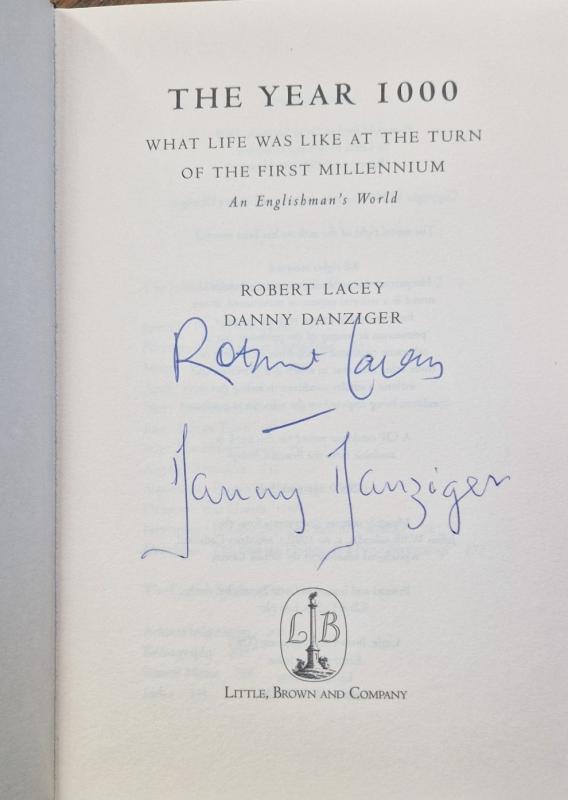 THE YEAR 1000
WHAT LIFE WAS LIKE AT THE TURN
OF THE FIRST MILLENNIUM
An Englishman's World
ROBERT LACEY
DANNY DANZIGER
Robert Lacey
Danny Danziger
L B
LITTLE, BROWN AND COMPANY